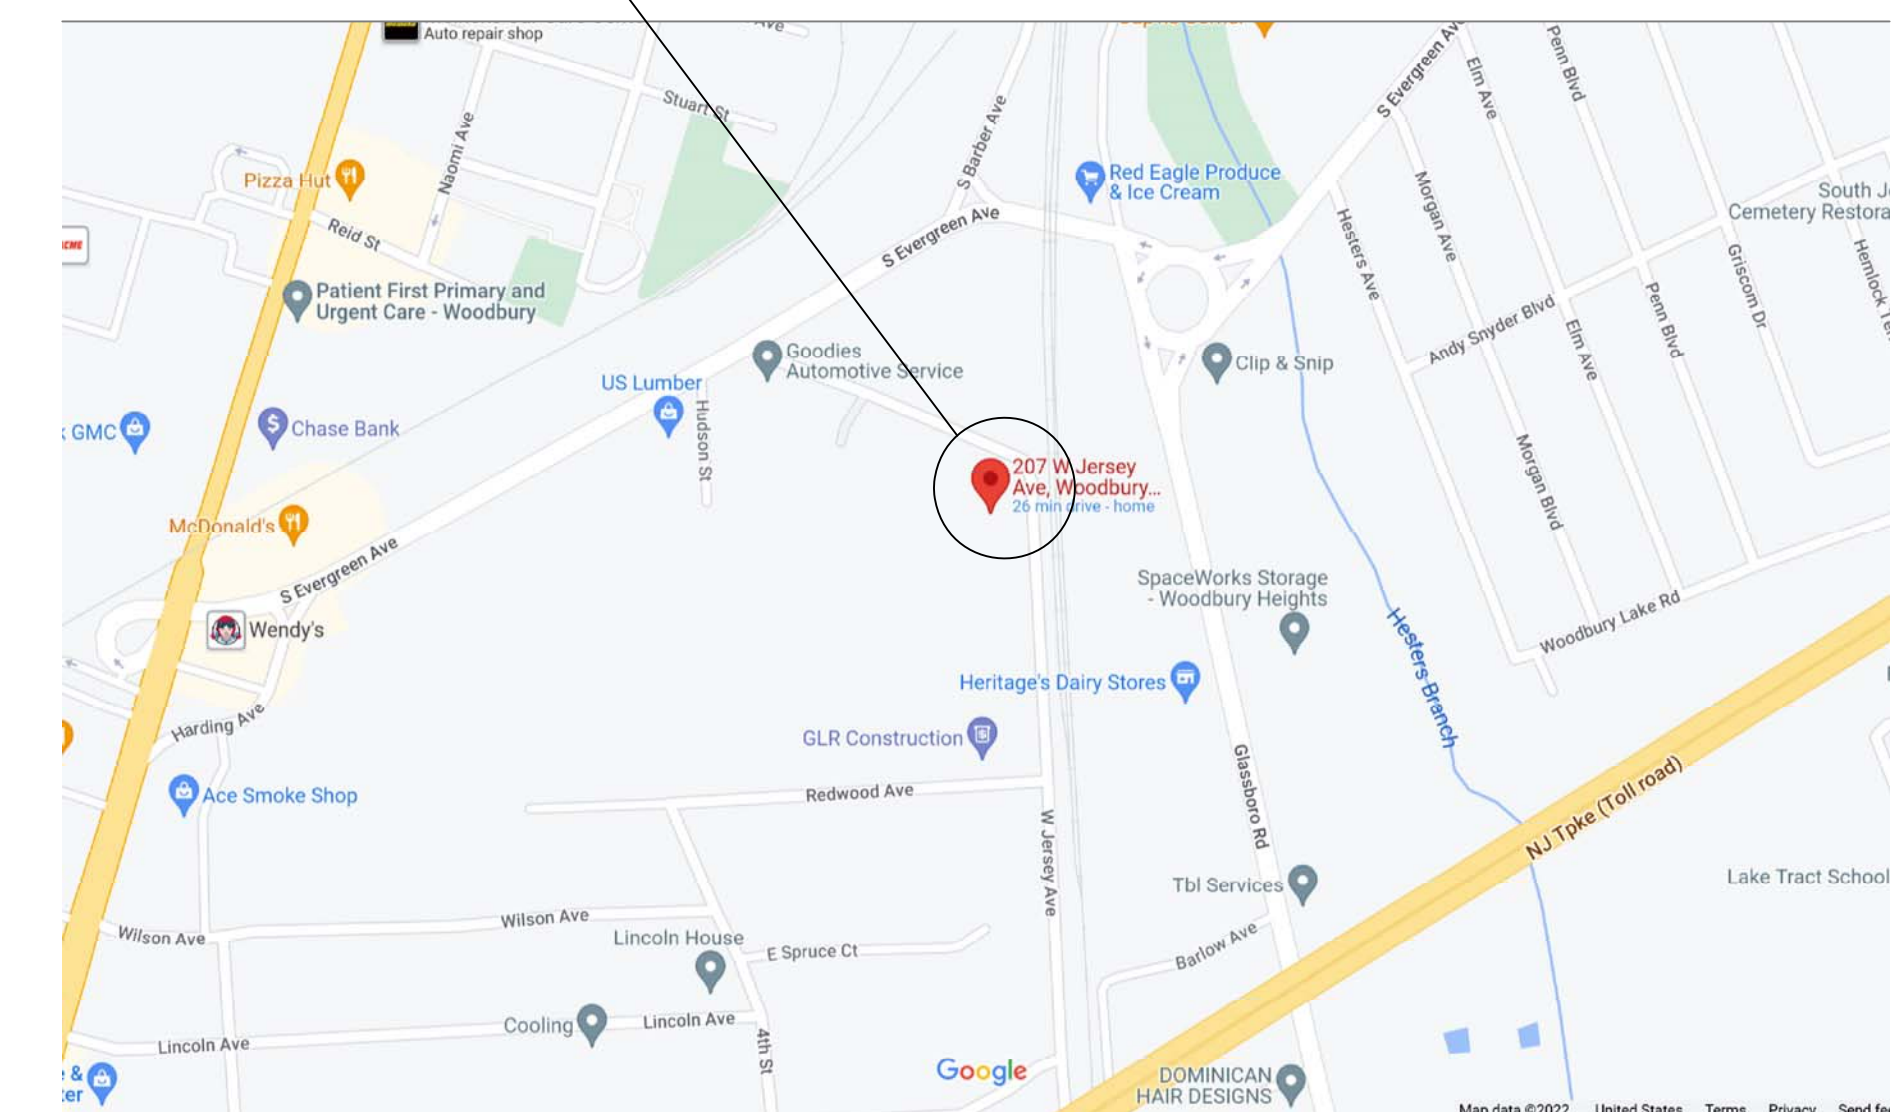 Auto repair shop
Ave
Stuart St
Naomi Ave
S Barber Ave
S Evergreen Ave
Elm Ave
Penn Blvd
Pizza Hut
Red Eagle Produce
& Ice Cream
Morgan Ave
South J
Cemetery Restora
ACME
Reid St
S Evergreen Ave
Hesters Ave
Griscom Dr
Hemlock Te
Patient First Primary and
Urgent Care - Woodbury
Penn Blvd
Andy Snyder Blvd
Elm Ave
Goodies
Automotive Service
Clip & Snip
US Lumber
Hudson St
GMC
Chase Bank
207 W Jersey
Ave, Woodbury...
26 min drive - home
Morgan Blvd
McDonald's
S Evergreen Ave
SpaceWorks Storage
- Woodbury Heights
Woodbury Lake Rd
Wendy's
Hesters Branch
Heritage's Dairy Stores
Harding Ave
GLR Construction
Glassboro Rd
NJ Tpke (Toll road)
Ace Smoke Shop
Redwood Ave
W Jersey Ave
Tbl Services
Lake Tract School
Wilson Ave
Wilson Ave
Lincoln House
E Spruce Ct
Barlow Ave
Cooling
Lincoln Ave
Lincoln Ave
4th St
Google
DOMINICAN
HAIR DESIGNS
&
ter
Map data ©2022 United States Terms Privacy Send fe